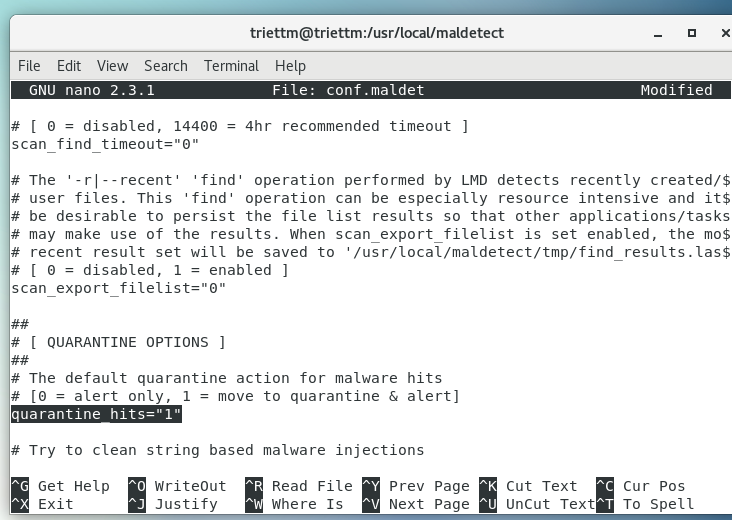 triettm@triettm:/usr/local/maldetect
File Edit View Search Terminal Help
GNU nano 2.3.1 File: conf.maldet Modified
# [ 0 = disabled, 14400 = 4hr recommended timeout ]
scan_find_timeout="0"
# The '-r|--recent' 'find' operation performed by LMD detects recently created/$
# user files. This 'find' operation can be especially resource intensive and it$
# be desirable to persist the file list results so that other applications/tasks
# may make use of the results. When scan_export_filelist is set enabled, the mo$
# recent result set will be saved to '/usr/local/maldetect/tmp/find_results.las$
# [ 0 = disabled, 1 = enabled ]
scan_export_filelist="0"
##
# [ QUARANTINE OPTIONS ]
##
# The default quarantine action for malware hits
# [0 = alert only, 1 = move to quarantine & alert]
quarantine_hits="1"
# Try to clean string based malware injections
^G Get Help ^O WriteOut ^R Read File ^Y Prev Page ^K Cut Text ^C Cur Pos
^X Exit ^J Justify ^W Where Is ^V Next Page ^U UnCut Text ^T To Spell